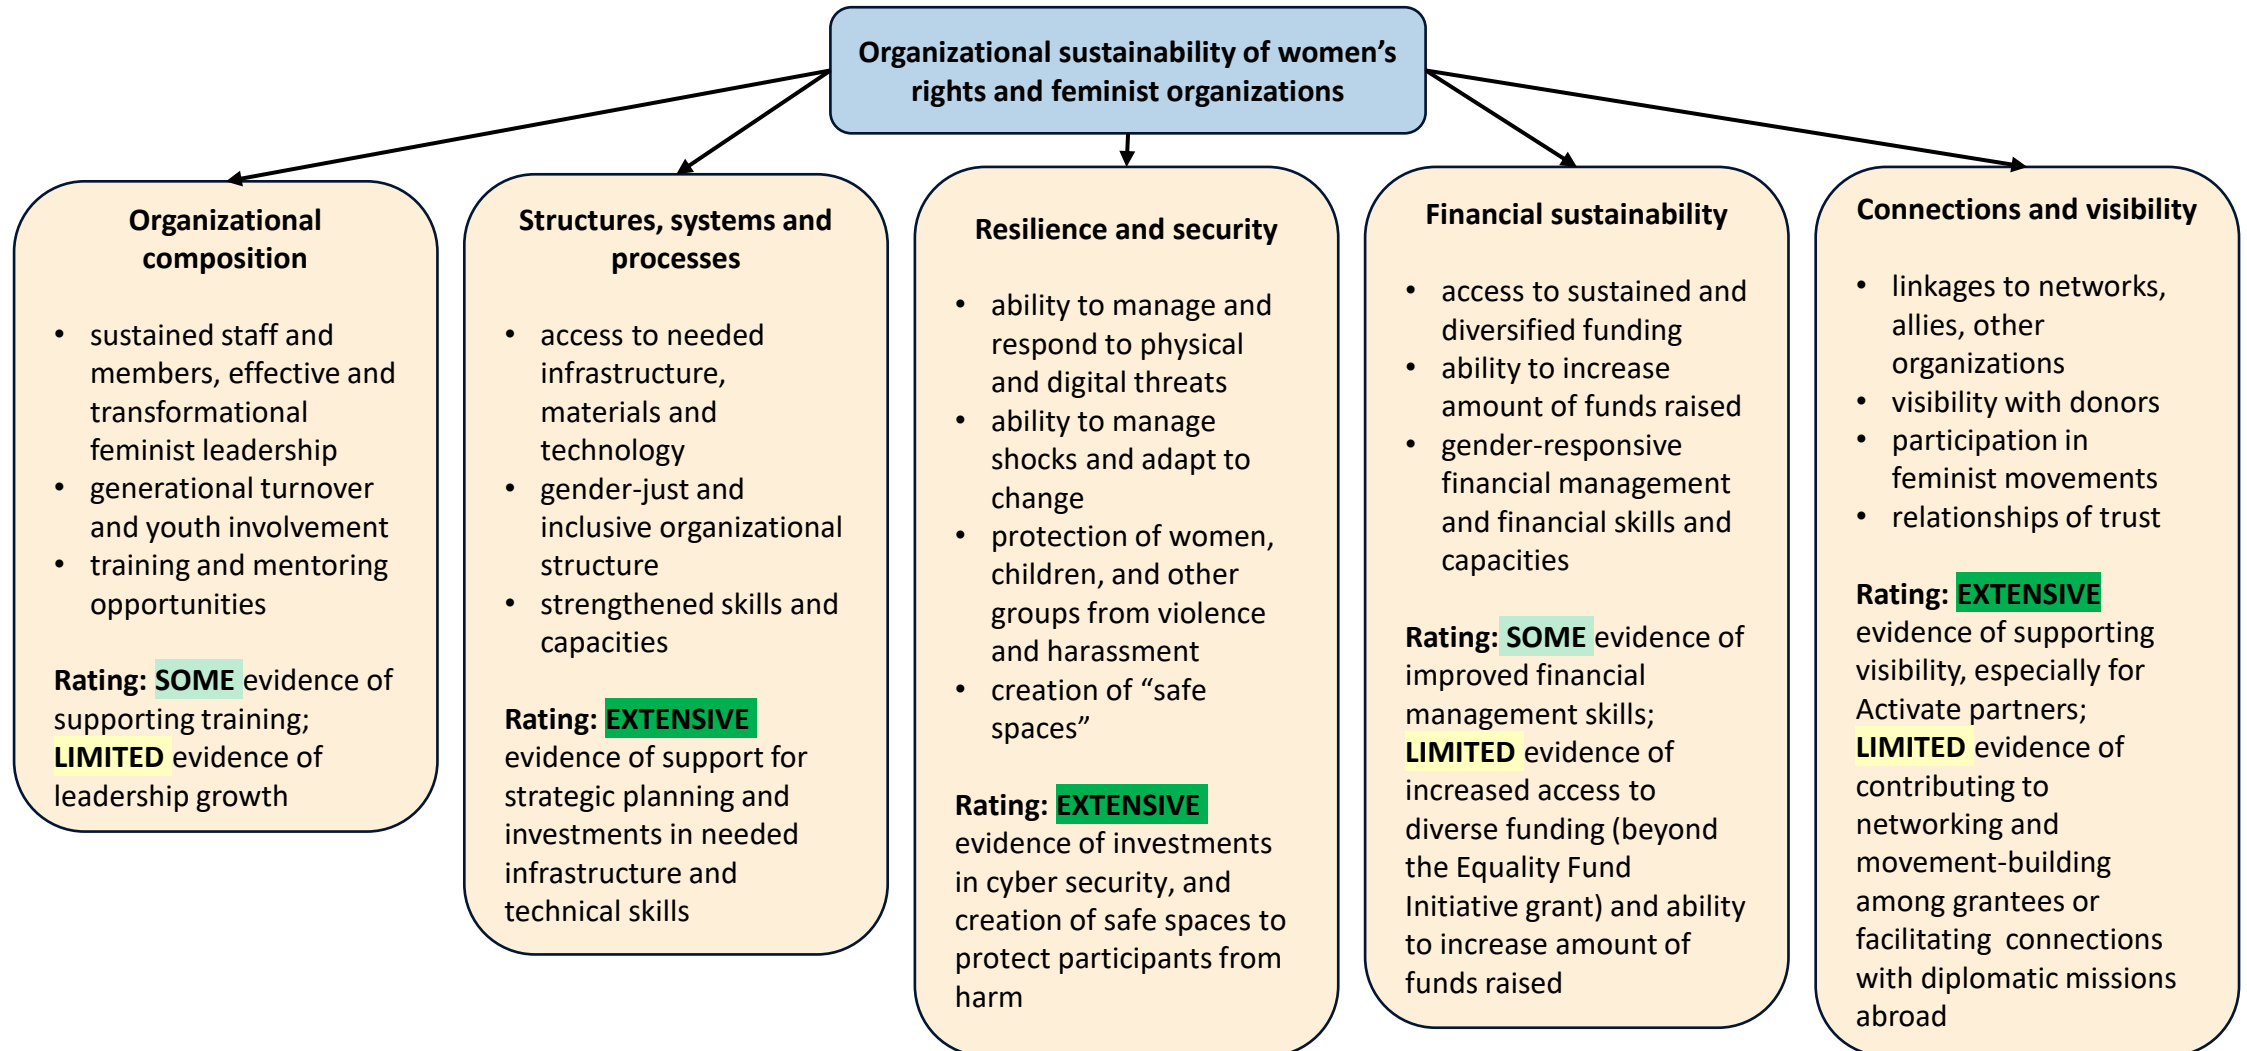 Organizational sustainability of women’s
rights and feminist organizations
Organizational
composition
• sustained staff and
members, effective and
transformational
feminist leadership
• generational turnover
and youth involvement
• training and mentoring
opportunities
Rating: SOME evidence of
supporting training;
LIMITED evidence of
leadership growth
Structures, systems and
processes
• access to needed
infrastructure,
materials and
technology
• gender-just and
inclusive organizational
structure
• strengthened skills and
capacities
Rating: EXTENSIVE
evidence of support for
strategic planning and
investments in needed
infrastructure and
technical skills
Resilience and security
• ability to manage and
respond to physical
and digital threats
• ability to manage
shocks and adapt to
change
• protection of women,
children, and other
groups from violence
and harassment
• creation of “safe
spaces”
Rating: EXTENSIVE
evidence of investments
in cyber security, and
creation of safe spaces to
protect participants from
harm
Financial sustainability
• access to sustained and
diversified funding
• ability to increase
amount of funds raised
• gender-responsive
financial management
and financial skills and
capacities
Rating: SOME evidence of
improved financial
management skills;
LIMITED evidence of
increased access to
diverse funding (beyond
the Equality Fund
Initiative grant) and ability
to increase amount of
funds raised
Connections and visibility
• linkages to networks,
allies, other
organizations
• visibility with donors
• participation in
feminist movements
• relationships of trust
Rating: EXTENSIVE
evidence of supporting
visibility, especially for
Activate partners;
LIMITED evidence of
contributing to
networking and
movement-building
among grantees or
facilitating connections
with diplomatic missions
abroad